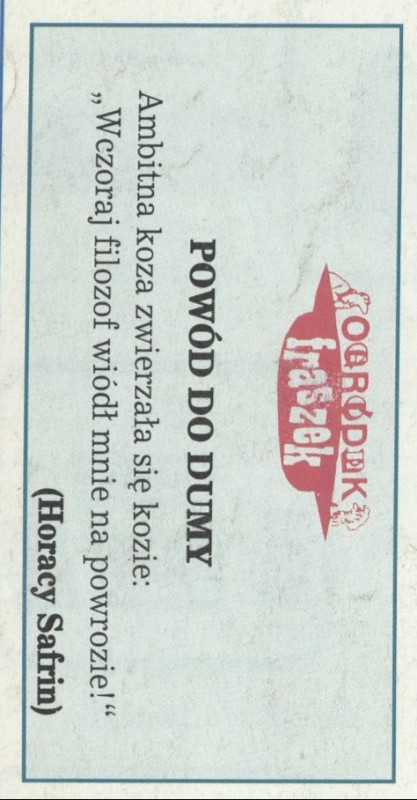 OGRÓDEK
fraszek
POWÓD DO DUMY
Ambitna koza zwierzała się kozie:
„Wczoraj filozof wiódł mnie na powrozie!“
(Horacy Safrin)